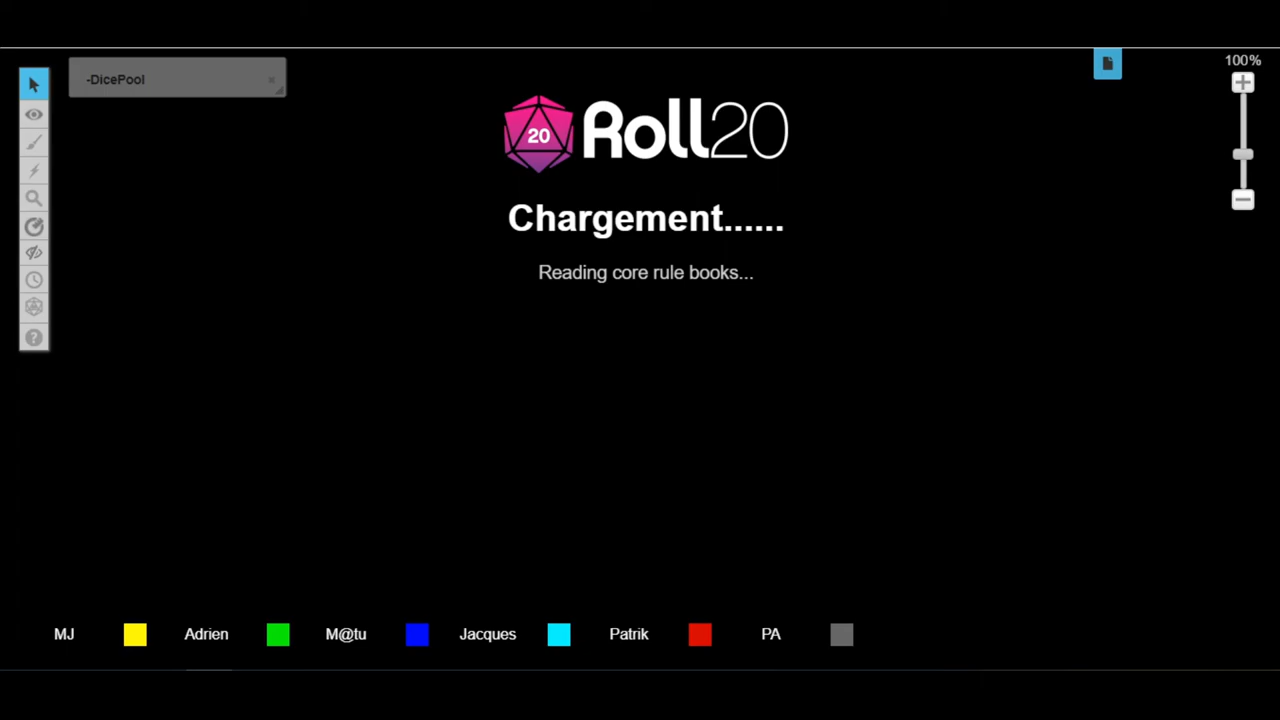 100%
-DicePool
20 Roll20
Chargement......
Reading core rule books...
MJ Adrien M@tu Jacques Patrik PA